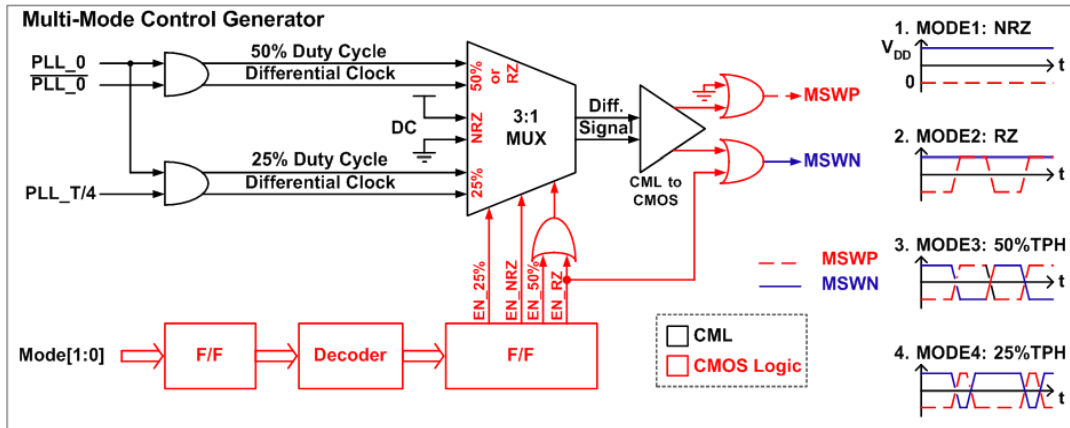 Multi-Mode Control Generator
PLL_0
PLL_0
50% Duty Cycle
Differential Clock
50%
or
RZ
DC
NRZ
3:1
MUX
PLL_T/4
25% Duty Cycle
Differential Clock
25%
Diff.
Signal
CML to
CMOS
MSWP
MSWN
EN_25%
EN_NRZ
EN_50%
EN_RZ
Mode[1:0]
F/F
Decoder
F/F
CML
CMOS Logic
MSWP
MSWN
1. MODE1: NRZ
VDD
t
0
2. MODE2: RZ
t
3. MODE3: 50%TPH
t
4. MODE4: 25%TPH
t